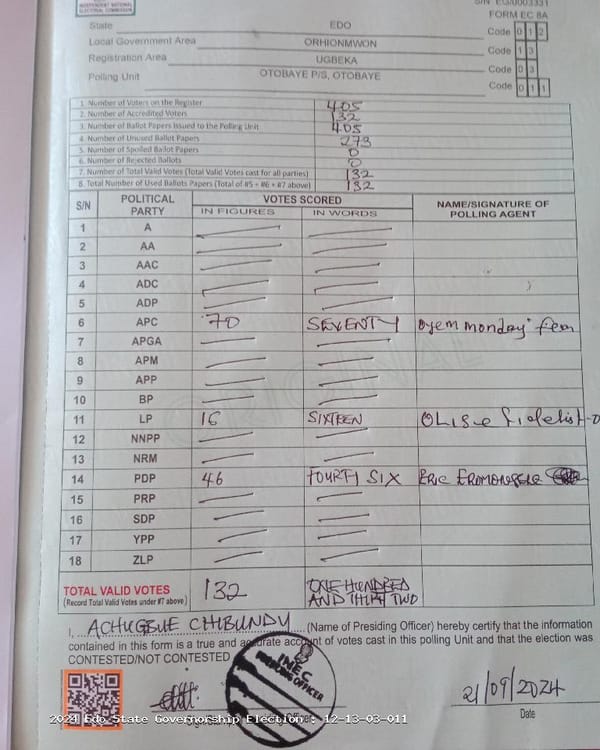 INDEPENDENT NATIONAL ELECTORAL COMMISSION
FORM EC 8A
State EDO Code 0 1 2
Local Government Area ORHIONMWON Code 1 3
Registration Area UGBEKA Code 0 3
Polling Unit OTOBAYE P/S, OTOBAYE Code 0 1 1
1. Number of Voters on the Register 405
2. Number of Accredited Voters 132
3. Number of Ballot Papers Issued to the Polling Unit 405
4. Number of Unused Ballot Papers 273
5. Number of Spoiled Ballot Papers 0
6. Number of Rejected Ballots 0
7. Number of Total Valid Votes (Total Valid Votes cast for all parties) 132
8. Total Number of Used Ballots Papers (Total of #5 + #6 + #7 above) 132
S/N POLITICAL PARTY VOTES SCORED NAME/SIGNATURE OF POLLING AGENT
IN FIGURES IN WORDS
1 A
2 AA
3 AAC
4 ADC
5 ADP
6 APC 70 SEVENTY Oyem monday
7 APGA
8 APM
9 APP
10 BP
11 LP 16 SIXTEEN
12 NNPP
13 NRM
14 PDP 46 FOURTY SIX ERIC
15 PRP
16 SDP
17 YPP
18 ZLP
TOTAL VALID VOTES 132 ONE HUNDRED
(Record Total Valid Votes under #7 above) AND THIRTY TWO
I, ACHUGBUE CHIBUNDU (Name of Presiding Officer) hereby certify that the information
contained in this form is a true and accurate account of votes cast in this polling Unit and that the election was
CONTESTED/NOT CONTESTED
INEC
PRESIDING OFFICER
21/09/2024
Date
2024 Edo State Governorship Election:: 12-13-03-011